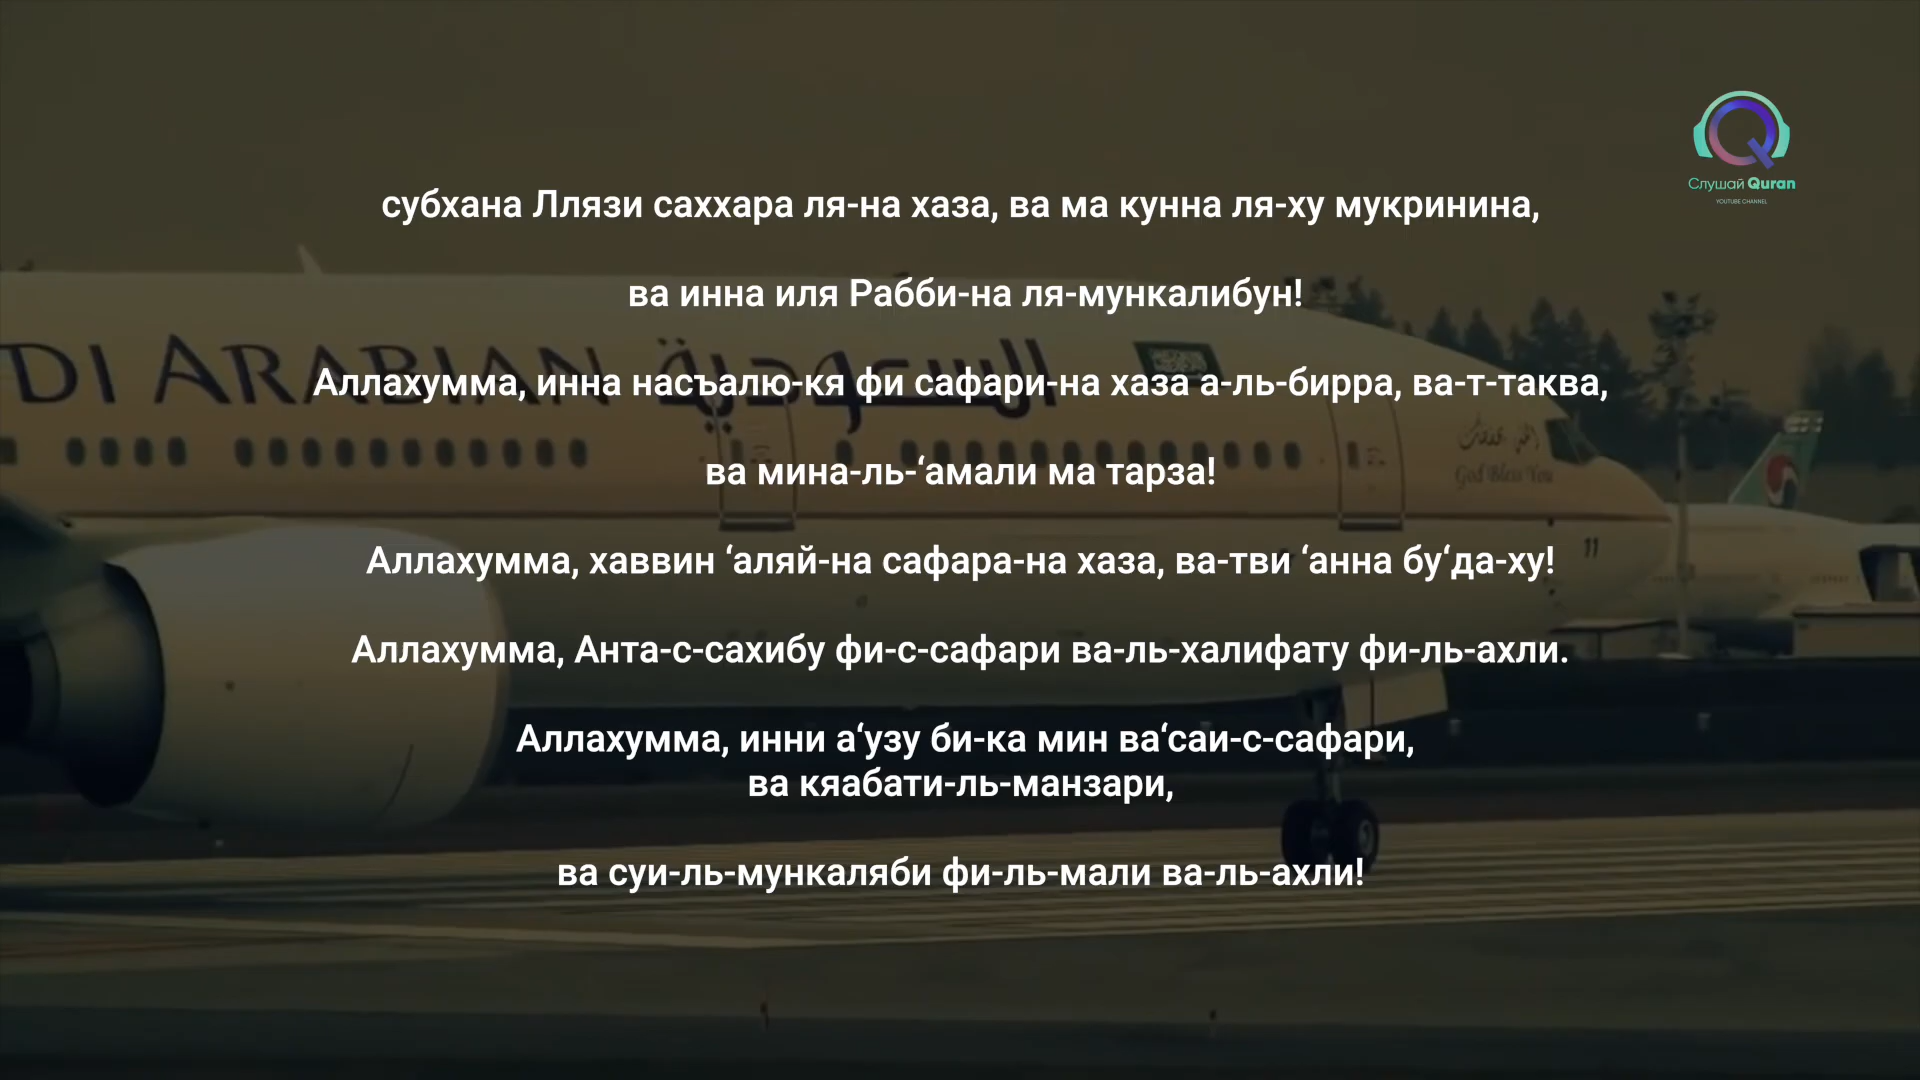 Слушай Quran
YOUTUBE CHANNEL
субхана Ллязи саххара ля-на хаза, ва ма кунна ля-ху мукринина,
ва инна иля Рабби-на ля-мункалибун!
DI ARABIAN السعودية
Аллахумма, инна насъалю-кя фи сафари-на хаза а-ль-бирра, ва-т-таква,
God Bless You
ва мина-ль-‘амали ма тарза!
11
Аллахумма, хаввин ‘аляй-на сафара-на хаза, ва-тви ‘анна бу‘да-ху!
Аллахумма, Анта-с-сахибу фи-с-сафари ва-ль-халифату фи-ль-ахли.
Аллахумма, инни а‘узу би-ка мин ва‘саи-с-сафари,
ва кяабати-ль-манзари,
ва суи-ль-мункаляби фи-ль-мали ва-ль-ахли!